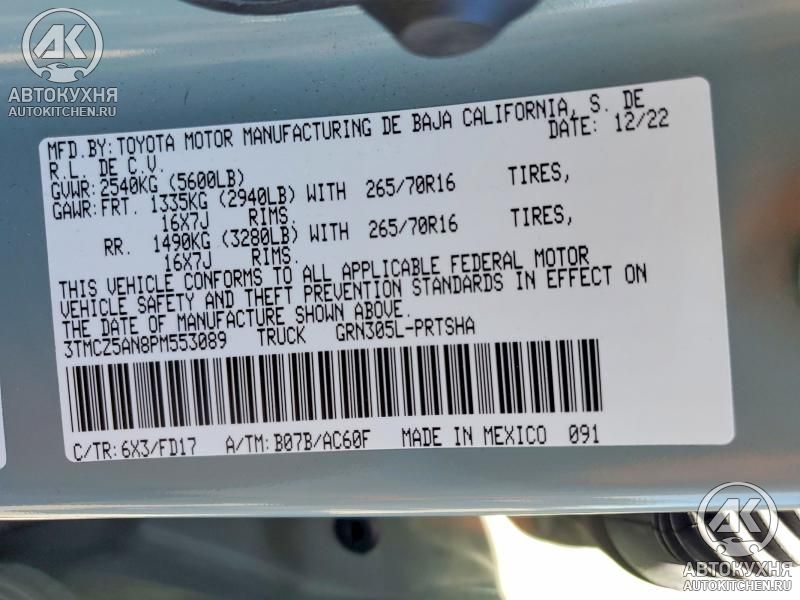 AK
АВТОКУХНЯ
AUTOKITCHEN.RU
MFD.BY: TOYOTA MOTOR MANUFACTURING DE BAJA CALIFORNIA, S. DE
R.L. DE C.V. DATE: 12/22
GVWR: 2540KG (5600LB)
GAWR: FRT. 1335KG (2940LB) WITH 265/70R16 TIRES,
16X7J RIMS.
RR. 1490KG (3280LB) WITH 265/70R16 TIRES,
16X7J RIMS.
THIS VEHICLE CONFORMS TO ALL APPLICABLE FEDERAL MOTOR
VEHICLE SAFETY AND THEFT PREVENTION STANDARDS IN EFFECT ON
THE DATE OF MANUFACTURE SHOWN ABOVE.
3TMCZ5AN8PM553089 TRUCK GRN305L-PRTSHA
C/TR: 6X3/FD17 A/TM: B07B/AC60F MADE IN MEXICO 091
AK
АВТОКУХНЯ
AUTOKITCHEN.RU